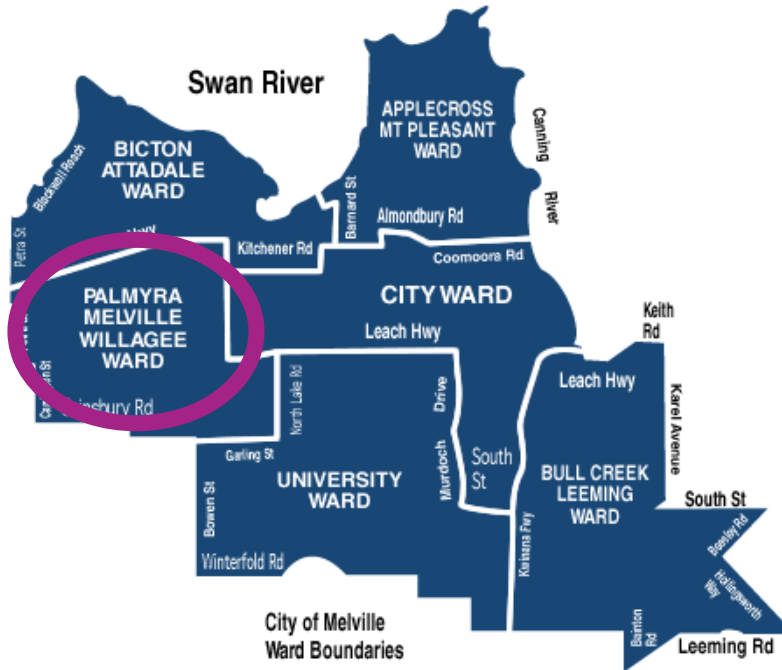 Swan River
APPLECROSS
MT PLEASANT
WARD
Canning
River
BICTON
ATTADALE
WARD
Blackwall Reach
Petra St
Barnard St
Almondbury Rd
Kitchener Rd
Coomoora Rd
CITY WARD
PALMYRA
MELVILLE
WILLAGEE
WARD
Leach Hwy
Keith
Rd
Leach Hwy
Karel Avenue
North Lake Rd
Murdoch Drive
Garling St
UNIVERSITY
WARD
South
St
BULL CREEK
LEEMING
WARD
South St
Bowen St
Kwinana Fwy
Beasley Rd
Hollingsworth
Way
Winterfold Rd
Bainton
Rd
Leeming Rd
City of Melville
Ward Boundaries